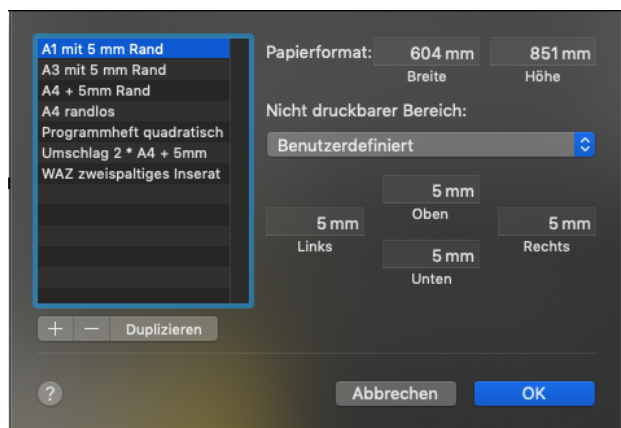 A1 mit 5 mm Rand
A3 mit 5 mm Rand
A4 + 5mm Rand
A4 randlos
Programmheft quadratisch
Umschlag 2 * A4 + 5mm
WAZ zweispaltiges Inserat
+ − Duplizieren
Papierformat: 604 mm 851 mm
Breite Höhe
Nicht druckbarer Bereich:
Benutzerdefiniert
5 mm
Oben
5 mm 5 mm
Links Rechts
5 mm
Unten
? Abbrechen OK